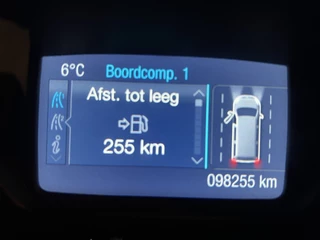 6°C Boordcomp. 1
Afst. tot leeg
255 km
098255 km